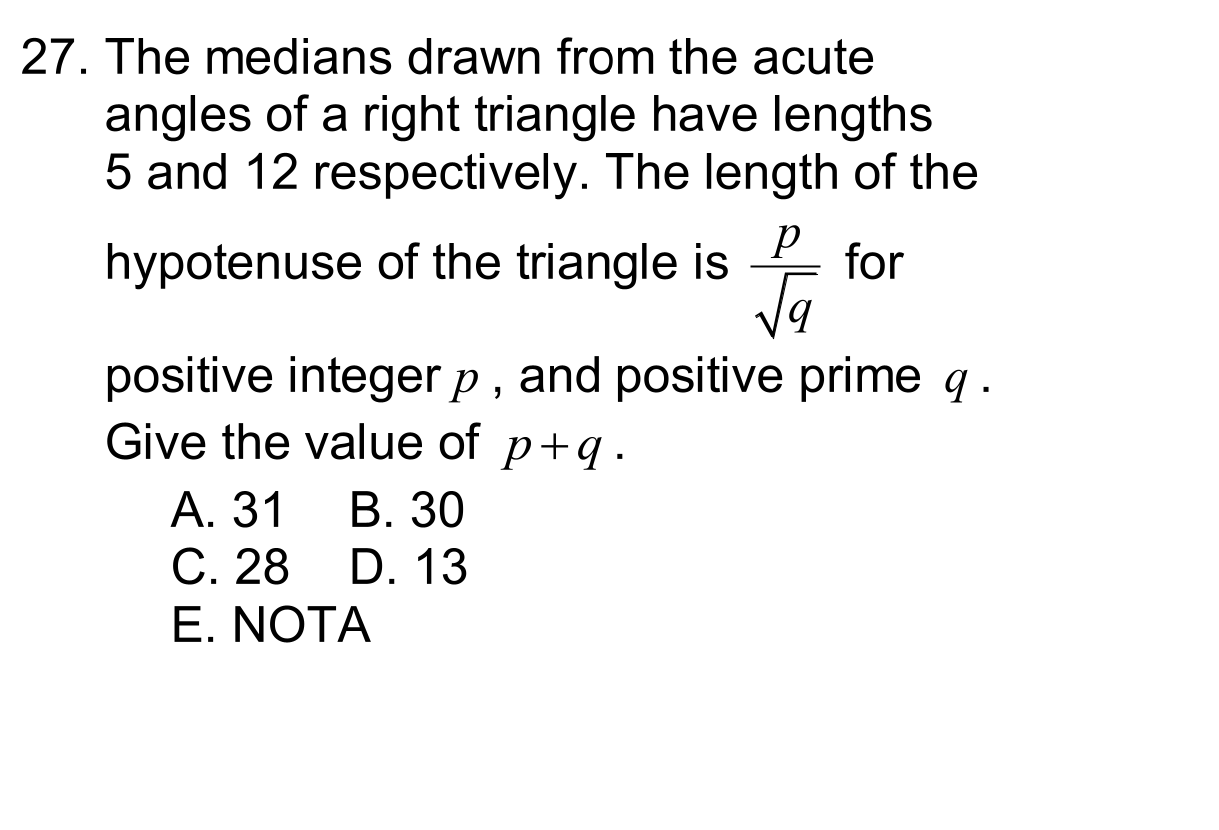 27. The medians drawn from the acute
angles of a right triangle have lengths
5 and 12 respectively. The length of the
hypotenuse of the triangle is p/√q for
positive integer p , and positive prime q .
Give the value of p+q .
A. 31 B. 30
C. 28 D. 13
E. NOTA